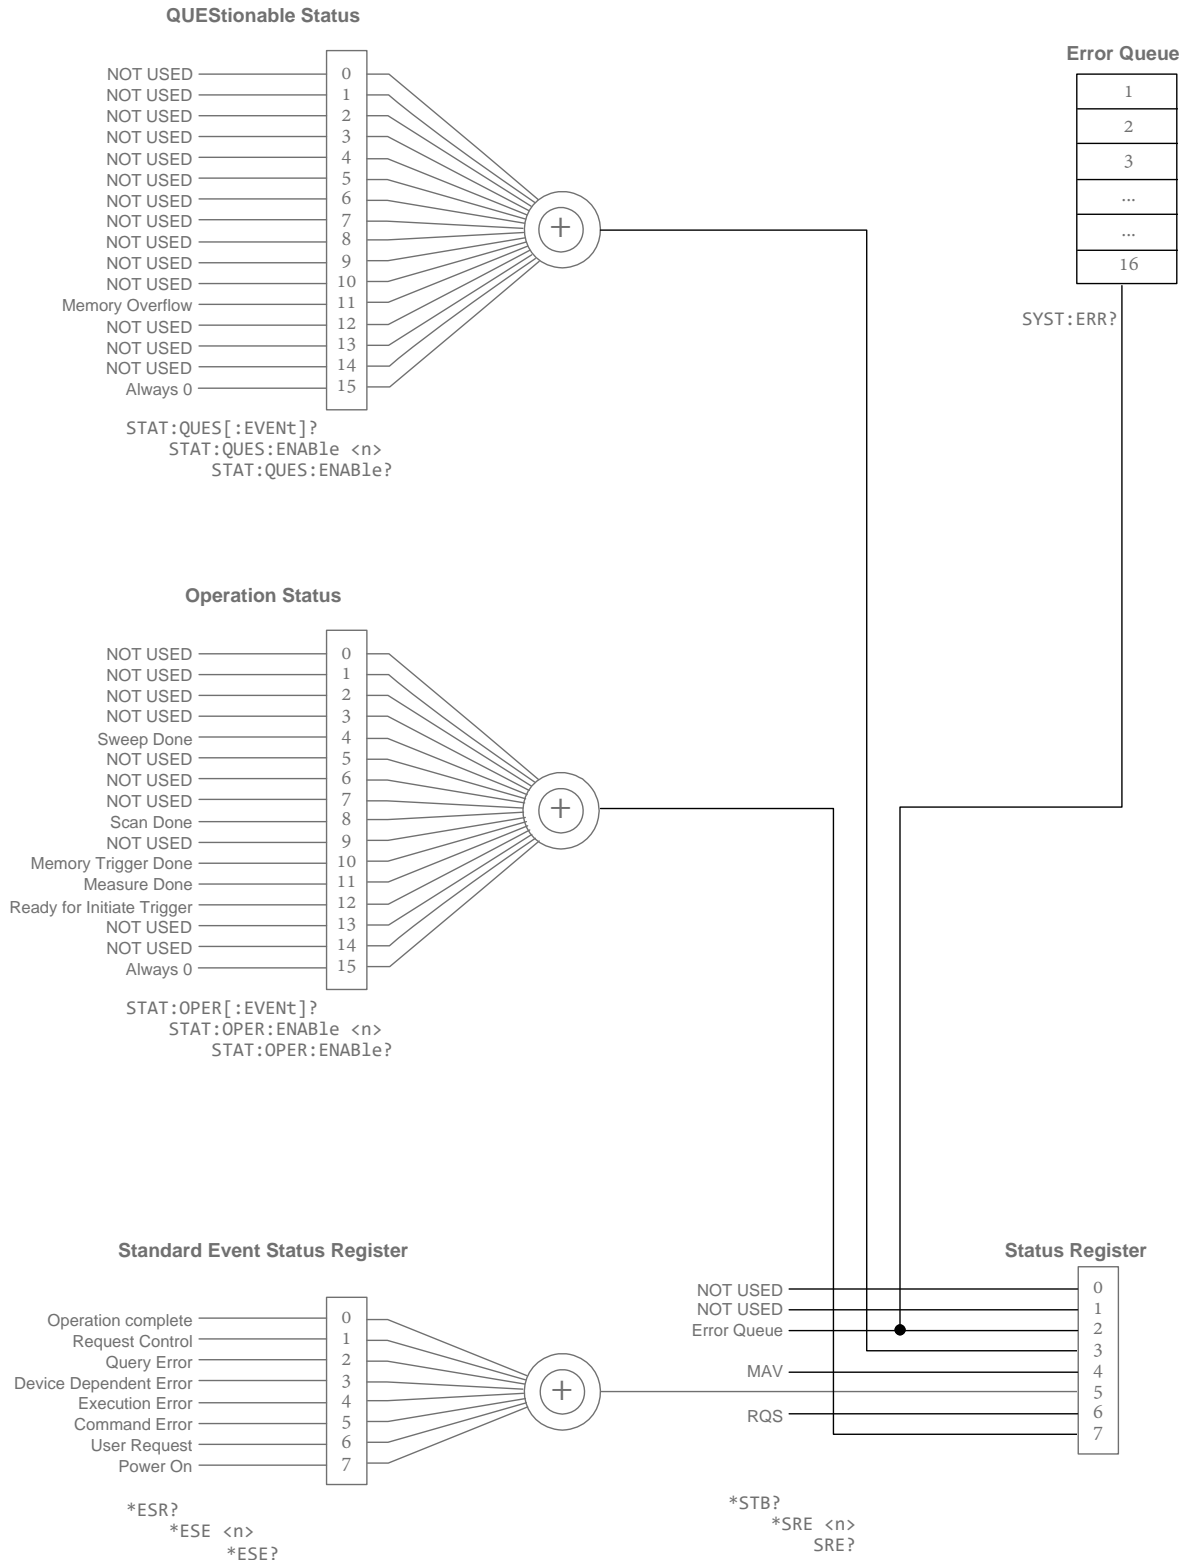 QUEStionable Status
NOT USED 0
NOT USED 1
NOT USED 2
NOT USED 3
NOT USED 4
NOT USED 5
NOT USED 6
NOT USED 7
NOT USED 8
NOT USED 9
NOT USED 10
Memory Overflow 11
NOT USED 12
NOT USED 13
NOT USED 14
Always 0 15
+
STAT:QUES[:EVENt]?
STAT:QUES:ENABle <n>
STAT:QUES:ENABle?
Error Queue
1
2
3
...
...
16
SYST:ERR?
Operation Status
NOT USED 0
NOT USED 1
NOT USED 2
NOT USED 3
Sweep Done 4
NOT USED 5
NOT USED 6
NOT USED 7
Scan Done 8
NOT USED 9
Memory Trigger Done 10
Measure Done 11
Ready for Initiate Trigger 12
NOT USED 13
NOT USED 14
Always 0 15
+
STAT:OPER[:EVENt]?
STAT:OPER:ENABle <n>
STAT:OPER:ENABle?
Standard Event Status Register
Operation complete 0
Request Control 1
Query Error 2
Device Dependent Error 3
Execution Error 4
Command Error 5
User Request 6
Power On 7
+
*ESR?
*ESE <n>
*ESE?
Status Register
NOT USED 0
NOT USED 1
Error Queue 2
3
MAV 4
5
RQS 6
7
*STB?
*SRE <n>
SRE?